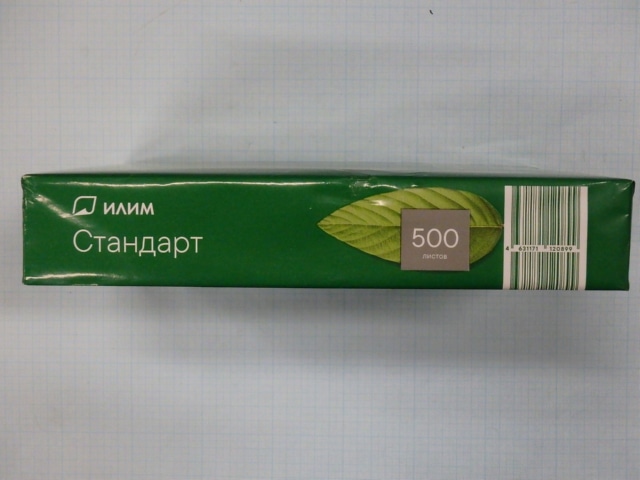 ИЛИМ
Стандарт
500
листов
4 631171 120899